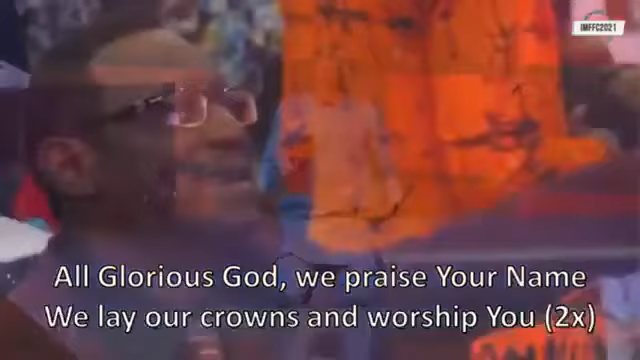 IMFFC2021
All Glorious God, we praise Your Name
We lay our crowns and worship You (2x)